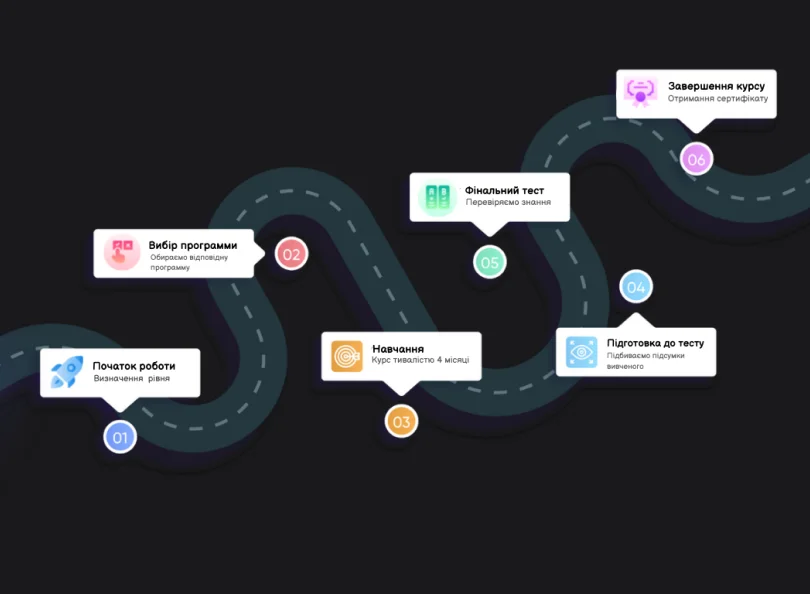 Початок роботи
Визначення рівня
01
Вибір программи
Обираємо відповідну
програму
02
Навчання
Курс тивалістю 4 місяці
03
Підготовка до тесту
Підбиваємо підсумки
вивченого
04
Фінальний тест
Перевіряємо знання
05
Завершення курсу
Отримання сертифікату
06